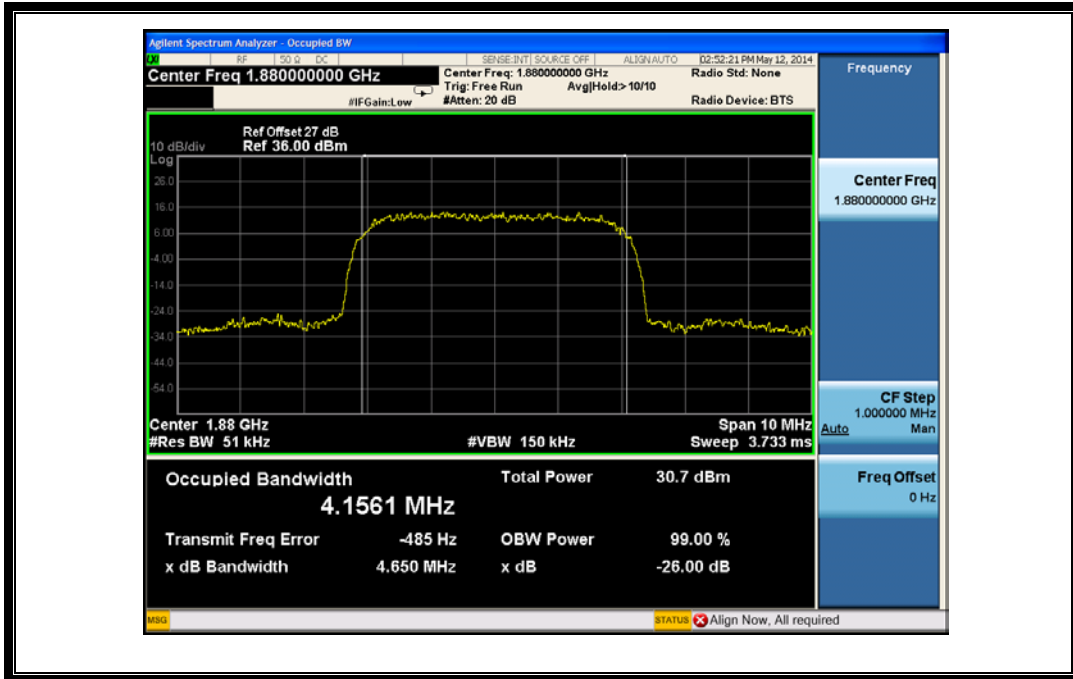 Agilent Spectrum Analyzer - Occupied BW
RF 50 Ω DC SENSE:INT SOURCE OFF ALIGN AUTO 02:52:21 PM May 12, 2014
Center Freq 1.880000000 GHz
Center Freq: 1.880000000 GHz
Radio Std: None
Trig: Free Run Avg|Hold:>10/10
#IFGain:Low
#Atten: 20 dB
Radio Device: BTS
Ref Offset 27 dB
10 dB/div Ref 36.00 dBm
Log
26.0
16.0
6.00
-4.00
-14.0
-24.0
-34.0
-44.0
-54.0
Center 1.88 GHz
Span 10 MHz
#Res BW 51 kHz
#VBW 150 kHz
Sweep 3.733 ms
Occupied Bandwidth
4.1561 MHz
Total Power 30.7 dBm
Transmit Freq Error -485 Hz
OBW Power 99.00 %
x dB Bandwidth 4.650 MHz
x dB -26.00 dB
MSG
STATUS Align Now, All required
Frequency
Center Freq
1.880000000 GHz
CF Step
1.000000 MHz
Auto Man
Freq Offset
0 Hz